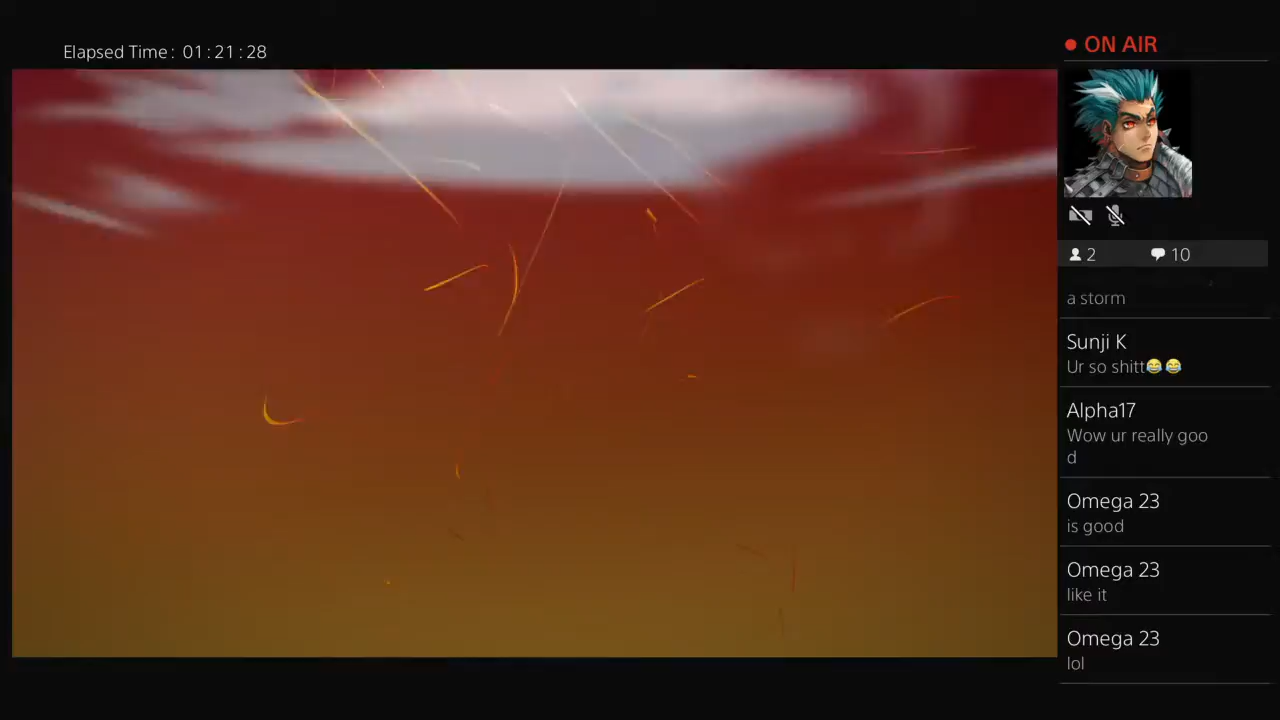 Elapsed Time: 01:21:28
ON AIR
2 10
a storm
Sunji K
Ur so shitt😂😂
Alpha17
Wow ur really goo
d
Omega 23
is good
Omega 23
like it
Omega 23
lol